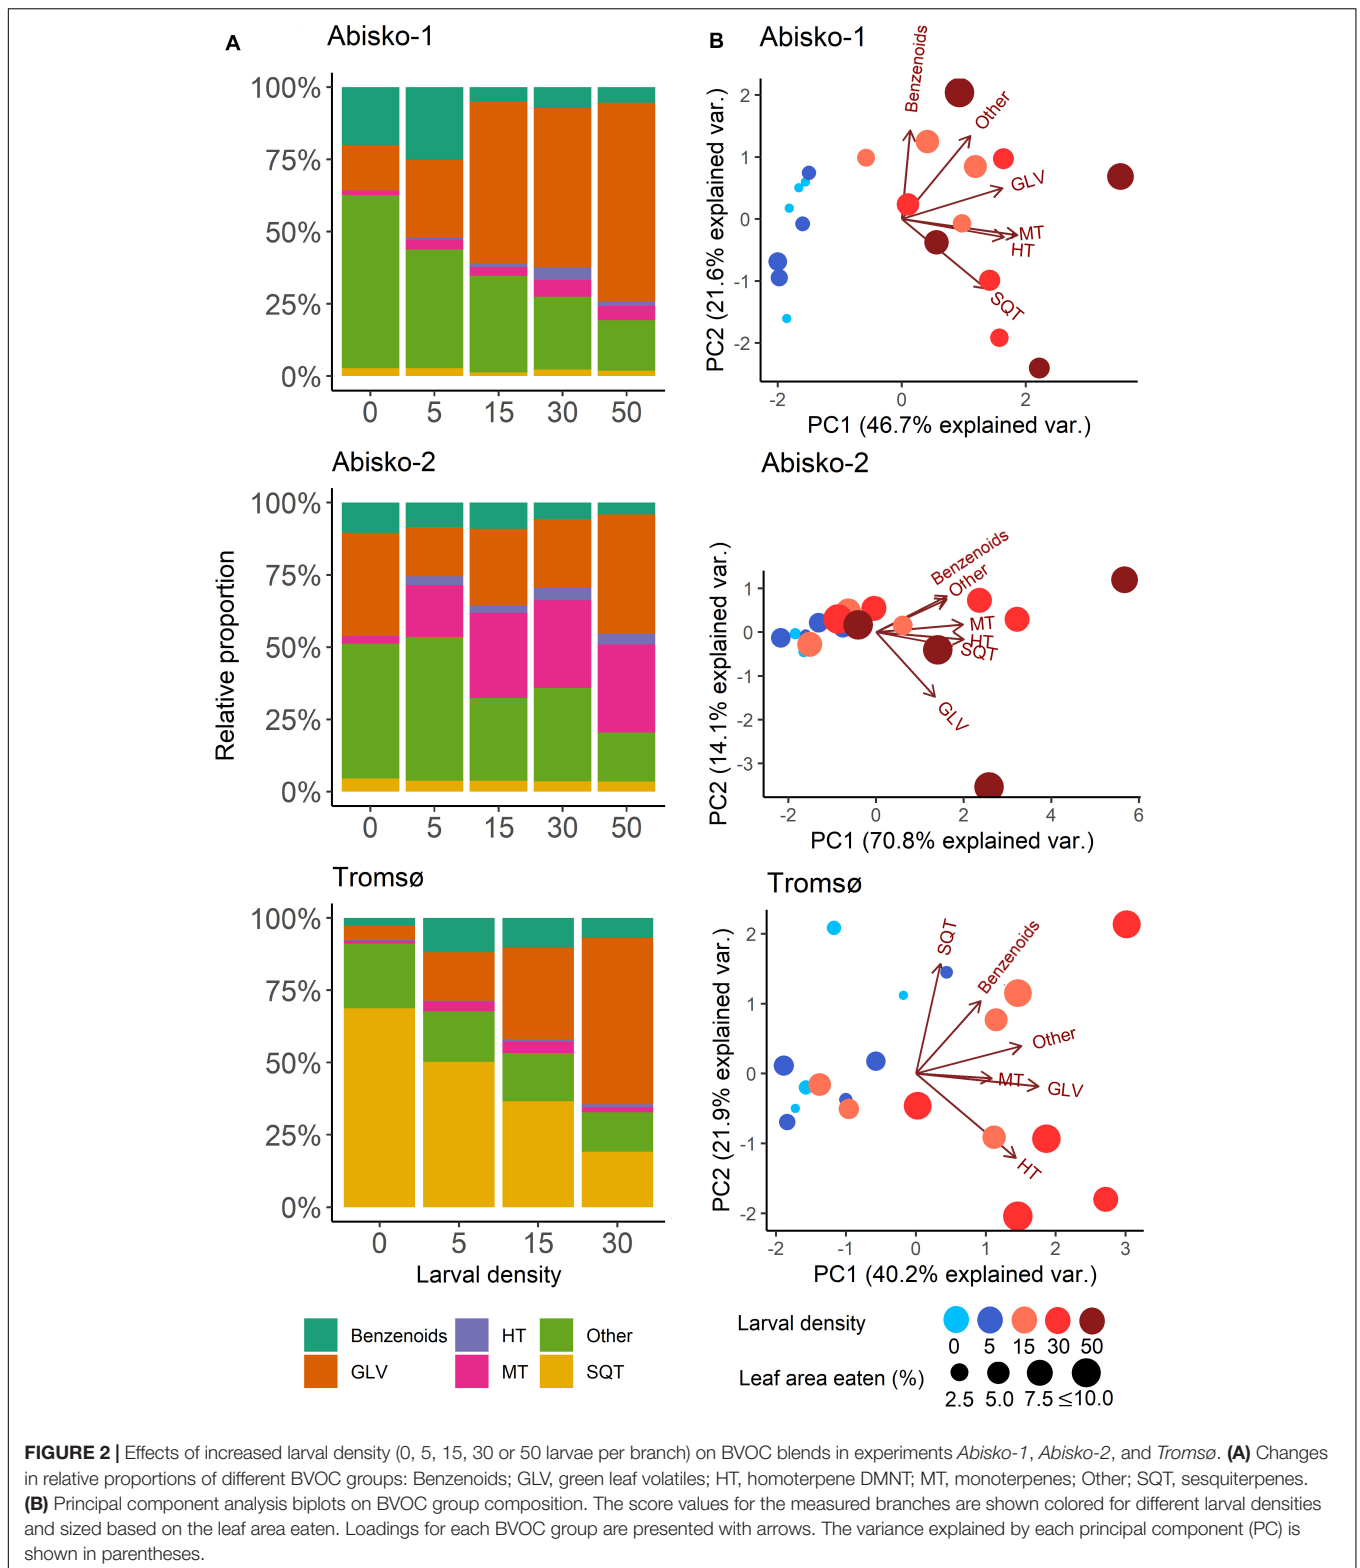 A
Abisko-1
100%
75%
50%
25%
0%
0 5 15 30 50
Abisko-2
100%
75%
50%
25%
0%
0 5 15 30 50
Relative proportion
Tromsø
100%
75%
50%
25%
0%
0 5 15 30
Larval density
Benzenoids HT Other
GLV MT SQT
B
Abisko-1
PC2 (21.6% explained var.)
2
1
0
-1
-2
Benzenoids
Other
GLV
MT
HT
SQT
-2 0 2
PC1 (46.7% explained var.)
Abisko-2
PC2 (14.1% explained var.)
1
0
-1
-2
-3
Benzenoids
Other
MT
HT
SQT
GLV
-2 0 2 4 6
PC1 (70.8% explained var.)
Tromsø
PC2 (21.9% explained var.)
2
1
0
-1
-2
SQT
Benzenoids
Other
MT
GLV
HT
-2 -1 0 1 2 3
PC1 (40.2% explained var.)
Larval density
0 5 15 30 50
Leaf area eaten (%)
2.5 5.0 7.5 ≤10.0
FIGURE 2 | Effects of increased larval density (0, 5, 15, 30 or 50 larvae per branch) on BVOC blends in experiments Abisko-1, Abisko-2, and Tromsø. (A) Changes
in relative proportions of different BVOC groups: Benzenoids; GLV, green leaf volatiles; HT, homoterpene DMNT; MT, monoterpenes; Other; SQT, sesquiterpenes.
(B) Principal component analysis biplots on BVOC group composition. The score values for the measured branches are shown colored for different larval densities
and sized based on the leaf area eaten. Loadings for each BVOC group are presented with arrows. The variance explained by each principal component (PC) is
shown in parentheses.